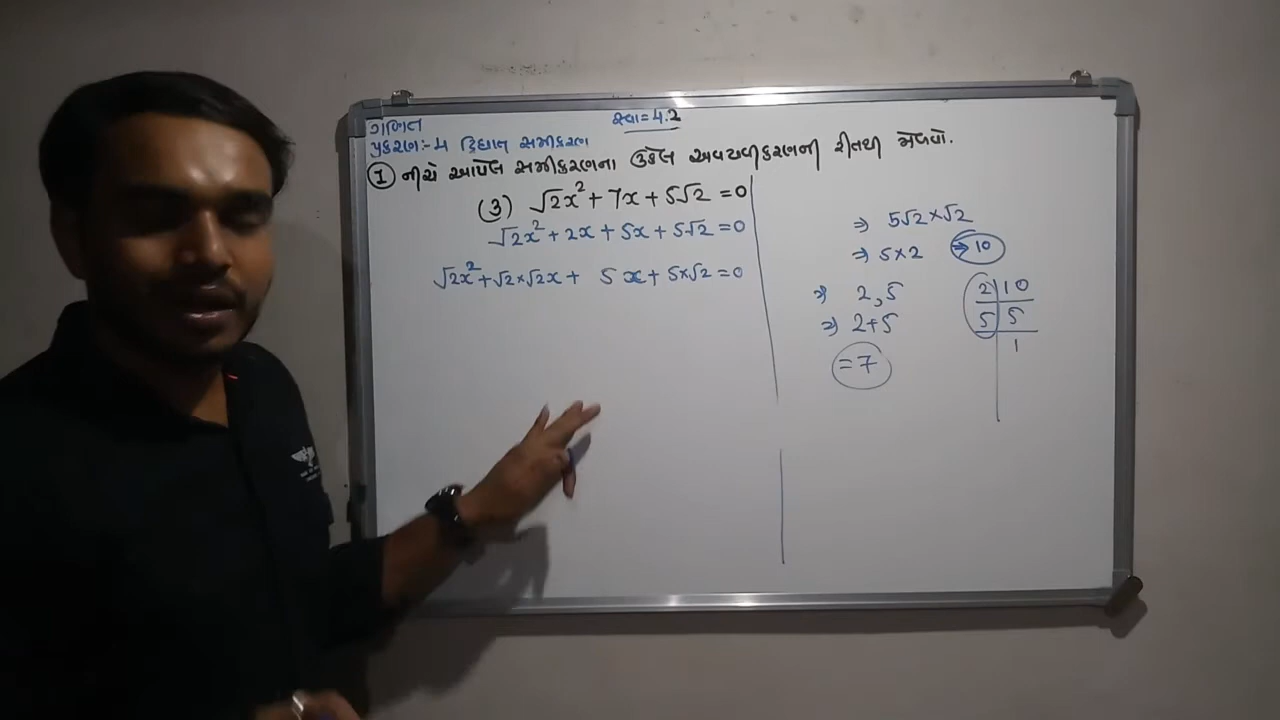 ગણિત
સ્વા = 4.2
પ્રકરણ:- 4 દ્વિઘાત સમીકરણ
① નીચે આપેલ સમીકરણના ઉકેલ અવયવીકરણની રીતથી મેળવો.
(3) √2x² + 7x + 5√2 = 0
√2x² + 2x + 5x + 5√2 = 0
√2x² + √2 × √2x + 5x + 5×√2 = 0
⇒ 5√2 × √2
⇒ 5×2 ⇒ 10
⇒ 2,5
⇒ 2+5
= 7
2 | 10
5 | 5
1